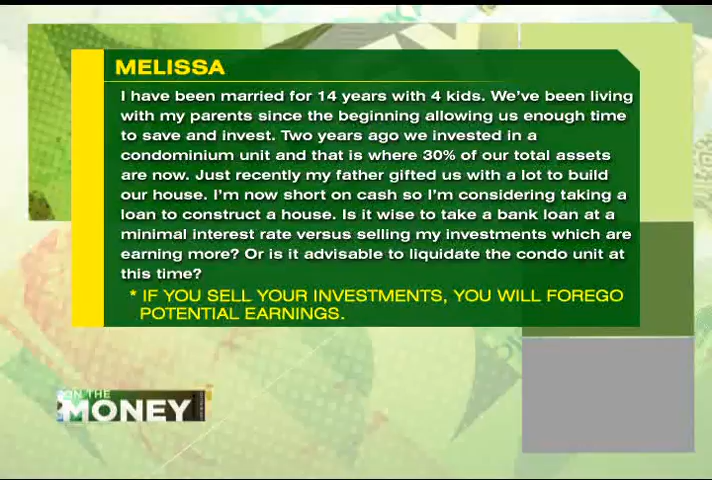 MELISSA
I have been married for 14 years with 4 kids. We've been living
with my parents since the beginning allowing us enough time
to save and invest. Two years ago we invested in a
condominium unit and that is where 30% of our total assets
are now. Just recently my father gifted us with a lot to build
our house. I'm now short on cash so I'm considering taking a
loan to construct a house. Is it wise to take a bank loan at a
minimal interest rate versus selling my investments which are
earning more? Or is it advisable to liquidate the condo unit at
this time?
* IF YOU SELL YOUR INVESTMENTS, YOU WILL FOREGO
POTENTIAL EARNINGS.
ON THE
MONEY